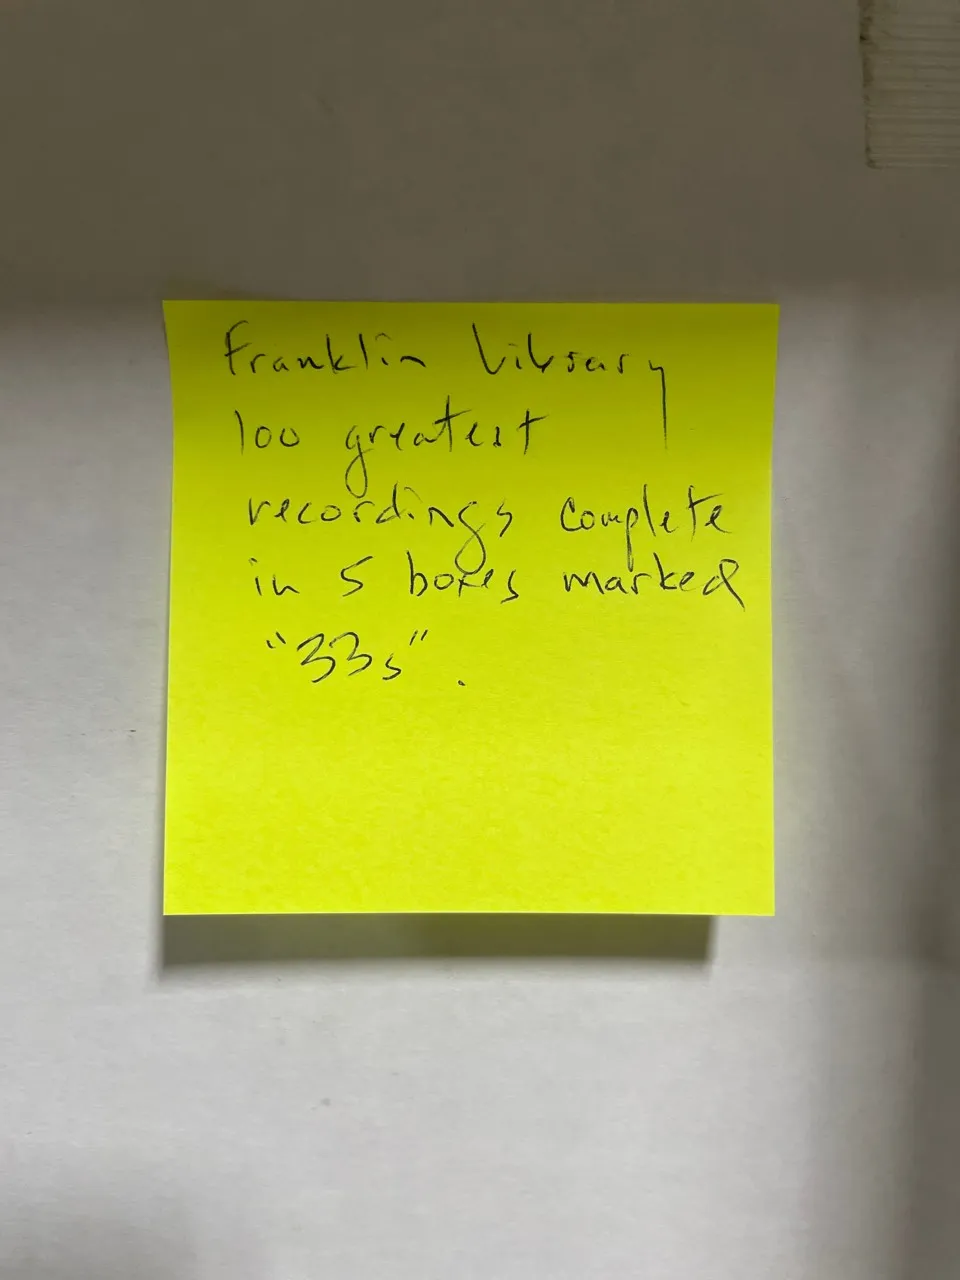 Franklin Library
100 greatest
recordings complete
in 5 boxes marked
"33s".